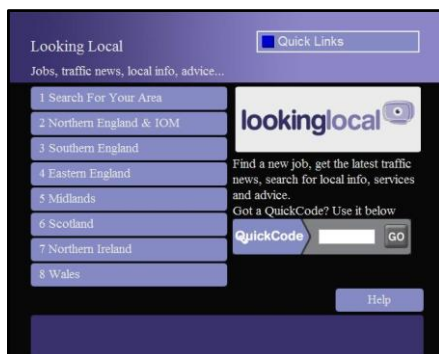 Looking Local
Quick Links
Jobs, traffic news, local info, advice...
1 Search For Your Area
2 Northern England & IOM
3 Southern England
4 Eastern England
5 Midlands
6 Scotland
7 Northern Ireland
8 Wales
lookinglocal
Find a new job, get the latest traffic
news, search for local info, services
and advice.
Got a QuickCode? Use it below
QuickCode
GO
Help